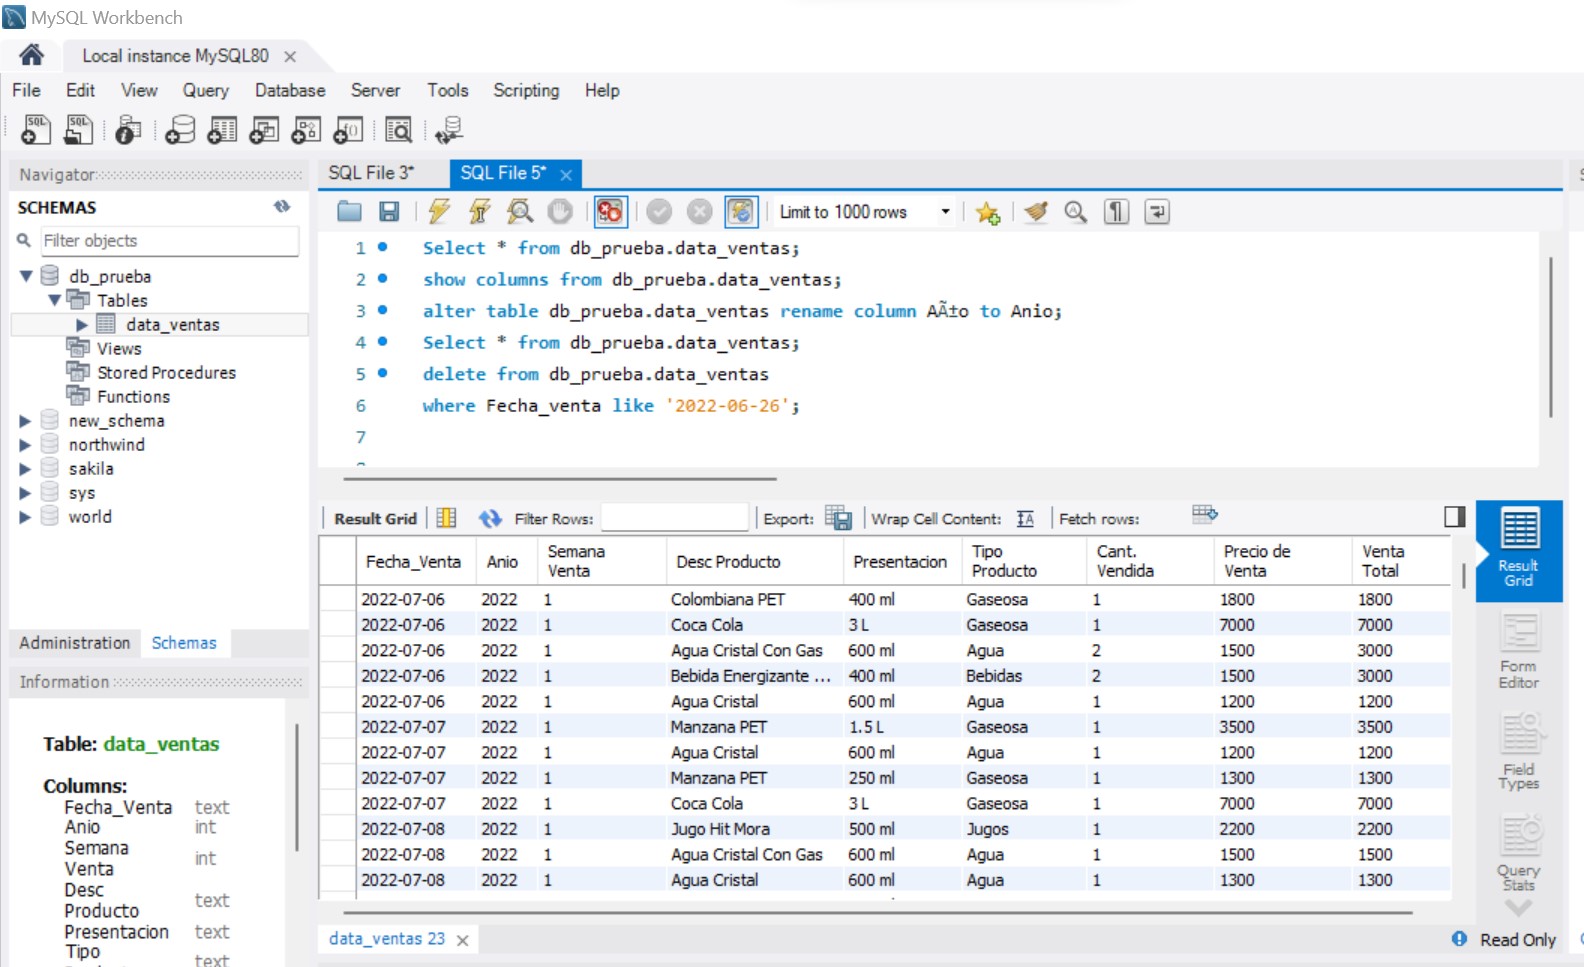 MySQL Workbench
Local instance MySQL80
File Edit View Query Database Server Tools Scripting Help
Navigator
SCHEMAS
Filter objects
db_prueba
Tables
data_ventas
Views
Stored Procedures
Functions
new_schema
northwind
sakila
sys
world
Administration Schemas
Information
Table: data_ventas
Columns:
Fecha_Venta text
Anio int
Semana Venta int
Desc Producto text
Presentacion text
Tipo
text
SQL File 3* SQL File 5*
Limit to 1000 rows
1 Select * from db_prueba.data_ventas;
2 show columns from db_prueba.data_ventas;
3 alter table db_prueba.data_ventas rename column AÃ±o to Anio;
4 Select * from db_prueba.data_ventas;
5 delete from db_prueba.data_ventas
6 where Fecha_venta like '2022-06-26';
7
Result Grid Filter Rows: Export: Wrap Cell Content: Fetch rows:
Fecha_Venta Anio Semana Venta Desc Producto Presentacion Tipo Producto Cant. Vendida Precio de Venta Venta Total
2022-07-06 2022 1 Colombiana PET 400 ml Gaseosa 1 1800 1800
2022-07-06 2022 1 Coca Cola 3 L Gaseosa 1 7000 7000
2022-07-06 2022 1 Agua Cristal Con Gas 600 ml Agua 2 1500 3000
2022-07-06 2022 1 Bebida Energizante ... 400 ml Bebidas 2 1500 3000
2022-07-06 2022 1 Agua Cristal 600 ml Agua 1 1200 1200
2022-07-07 2022 1 Manzana PET 1.5 L Gaseosa 1 3500 3500
2022-07-07 2022 1 Agua Cristal 600 ml Agua 1 1200 1200
2022-07-07 2022 1 Manzana PET 250 ml Gaseosa 1 1300 1300
2022-07-07 2022 1 Coca Cola 3 L Gaseosa 1 7000 7000
2022-07-08 2022 1 Jugo Hit Mora 500 ml Jugos 1 2200 2200
2022-07-08 2022 1 Agua Cristal Con Gas 600 ml Agua 1 1500 1500
2022-07-08 2022 1 Agua Cristal 600 ml Agua 1 1300 1300
Result Grid
Form Editor
Field Types
Query Stats
data_ventas 23
Read Only